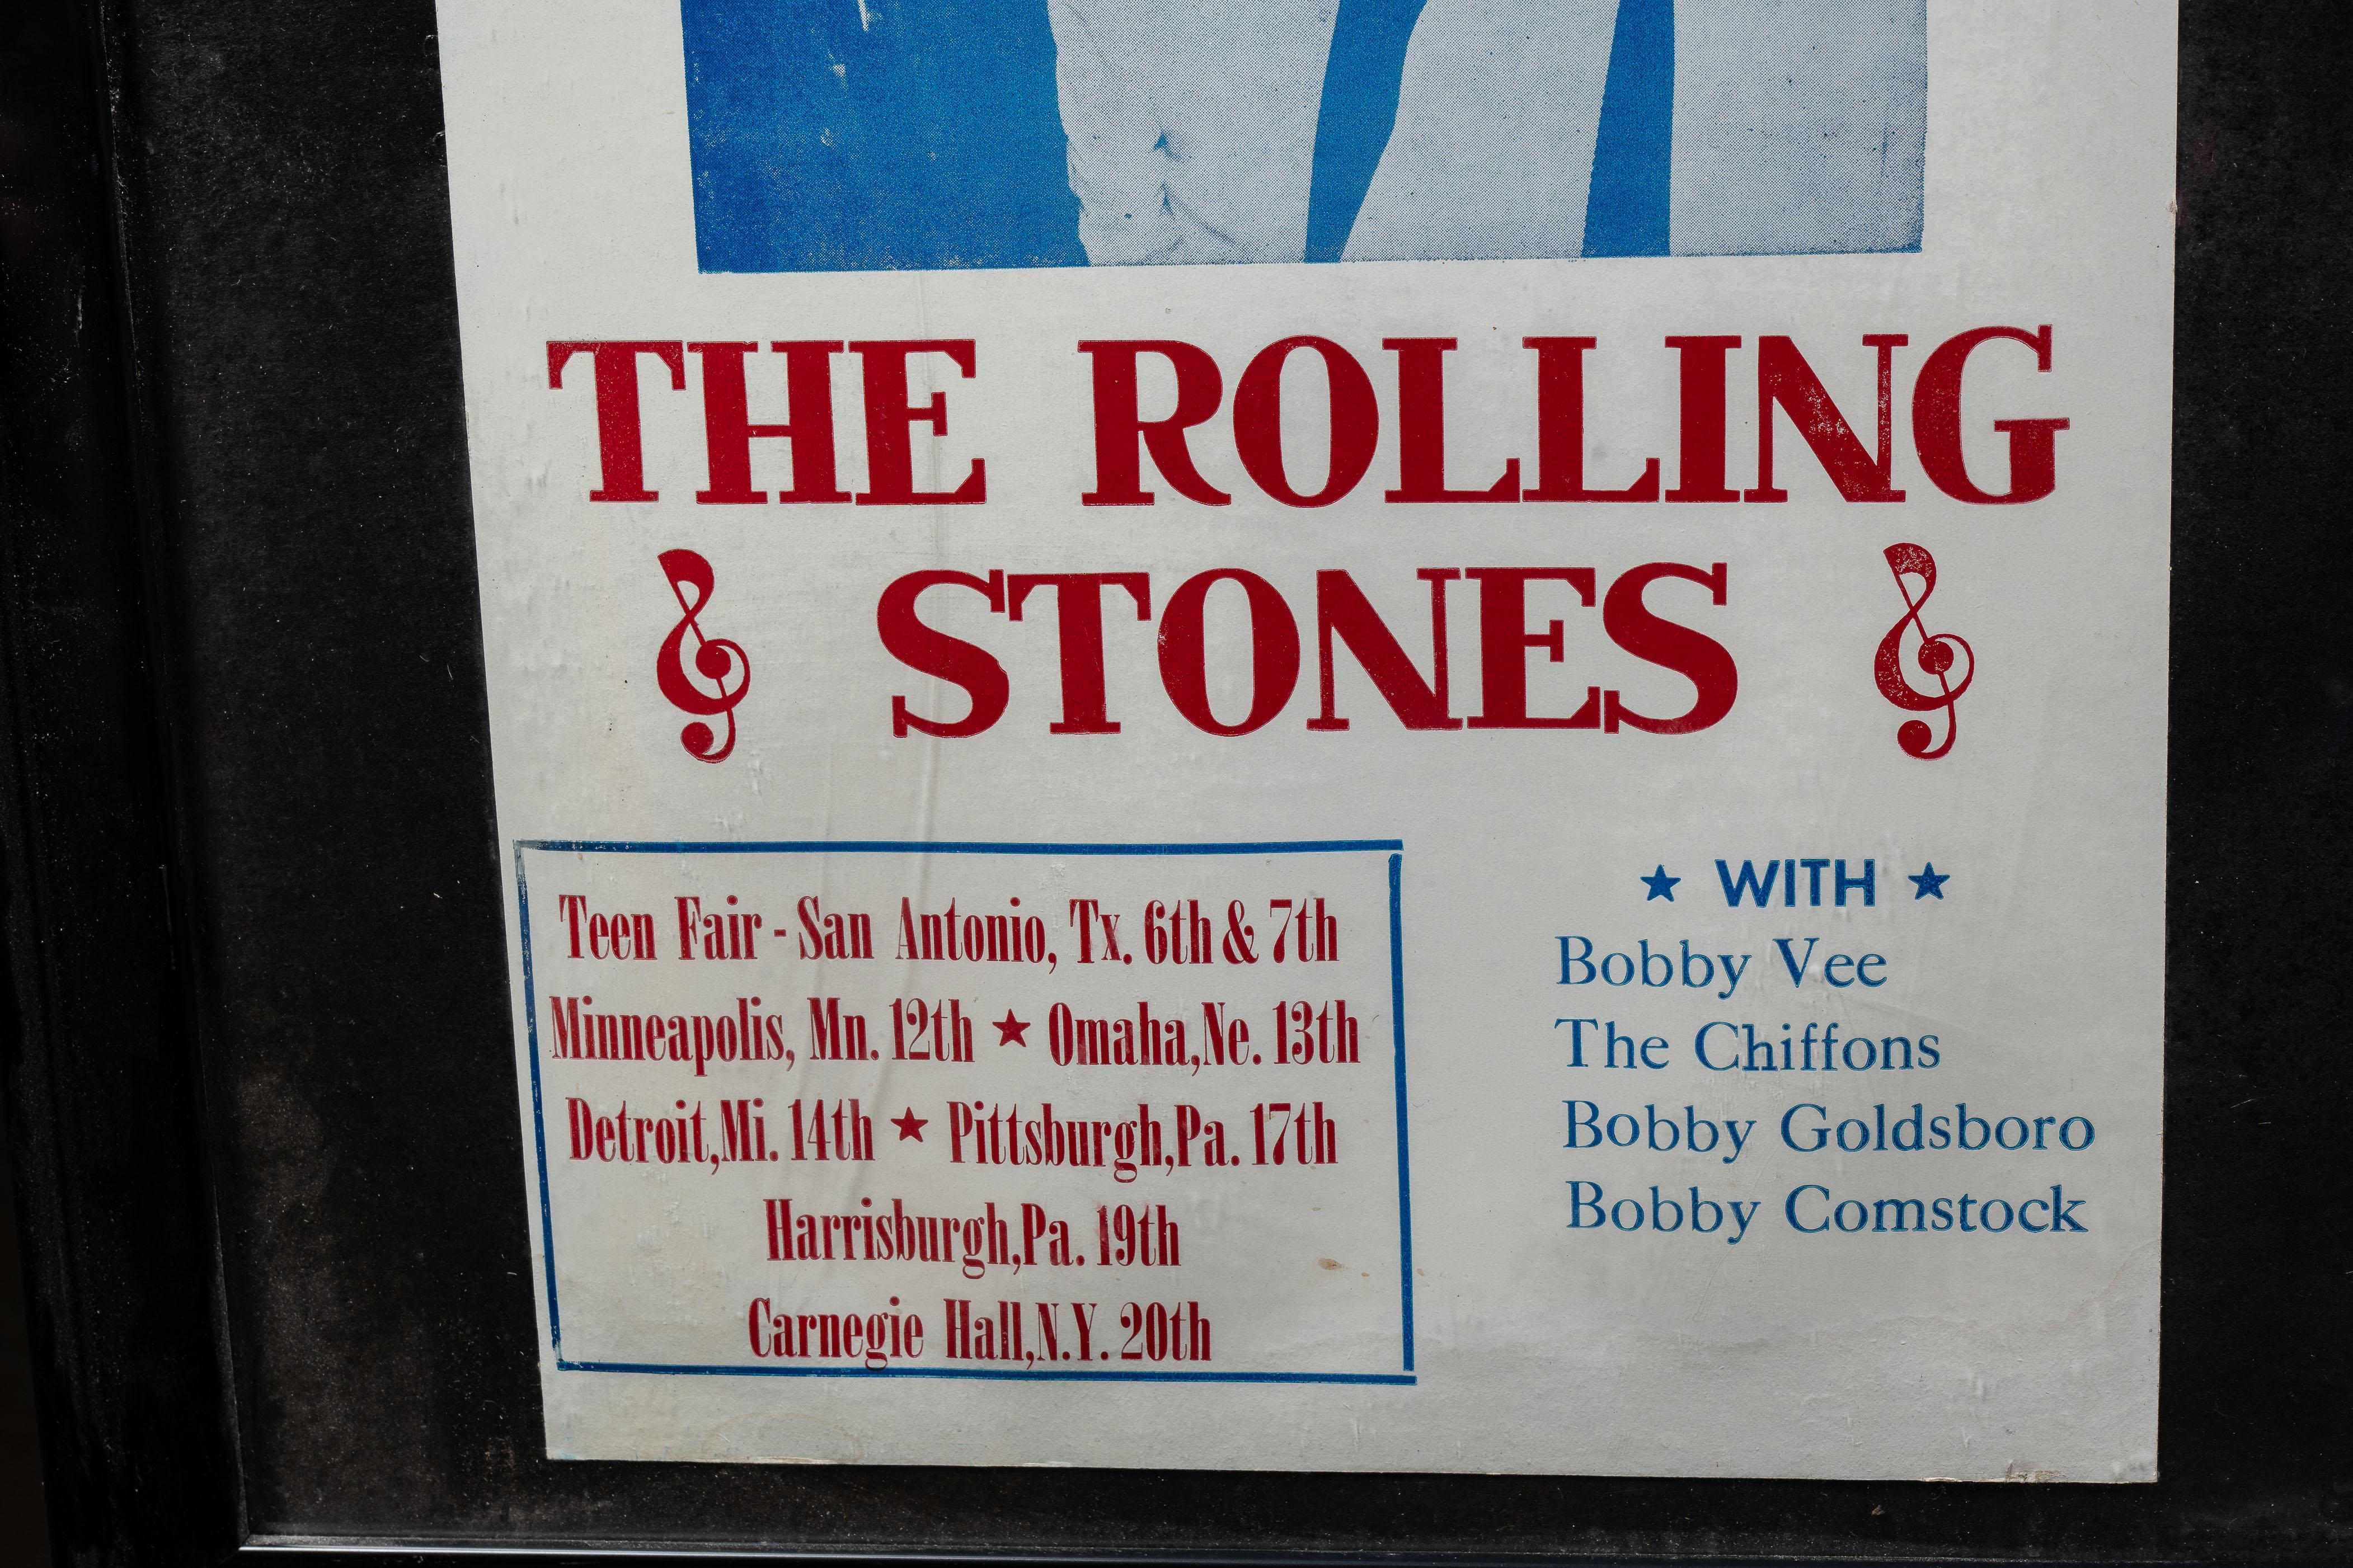 THE ROLLING
STONES
Teen Fair - San Antonio, Tx. 6th & 7th
Minneapolis, Mn. 12th ★ Omaha, Ne. 13th
Detroit, Mi. 14th ★ Pittsburgh, Pa. 17th
Harrisburgh, Pa. 19th
Carnegie Hall, N.Y. 20th
★ WITH ★
Bobby Vee
The Chiffons
Bobby Goldsboro
Bobby Comstock